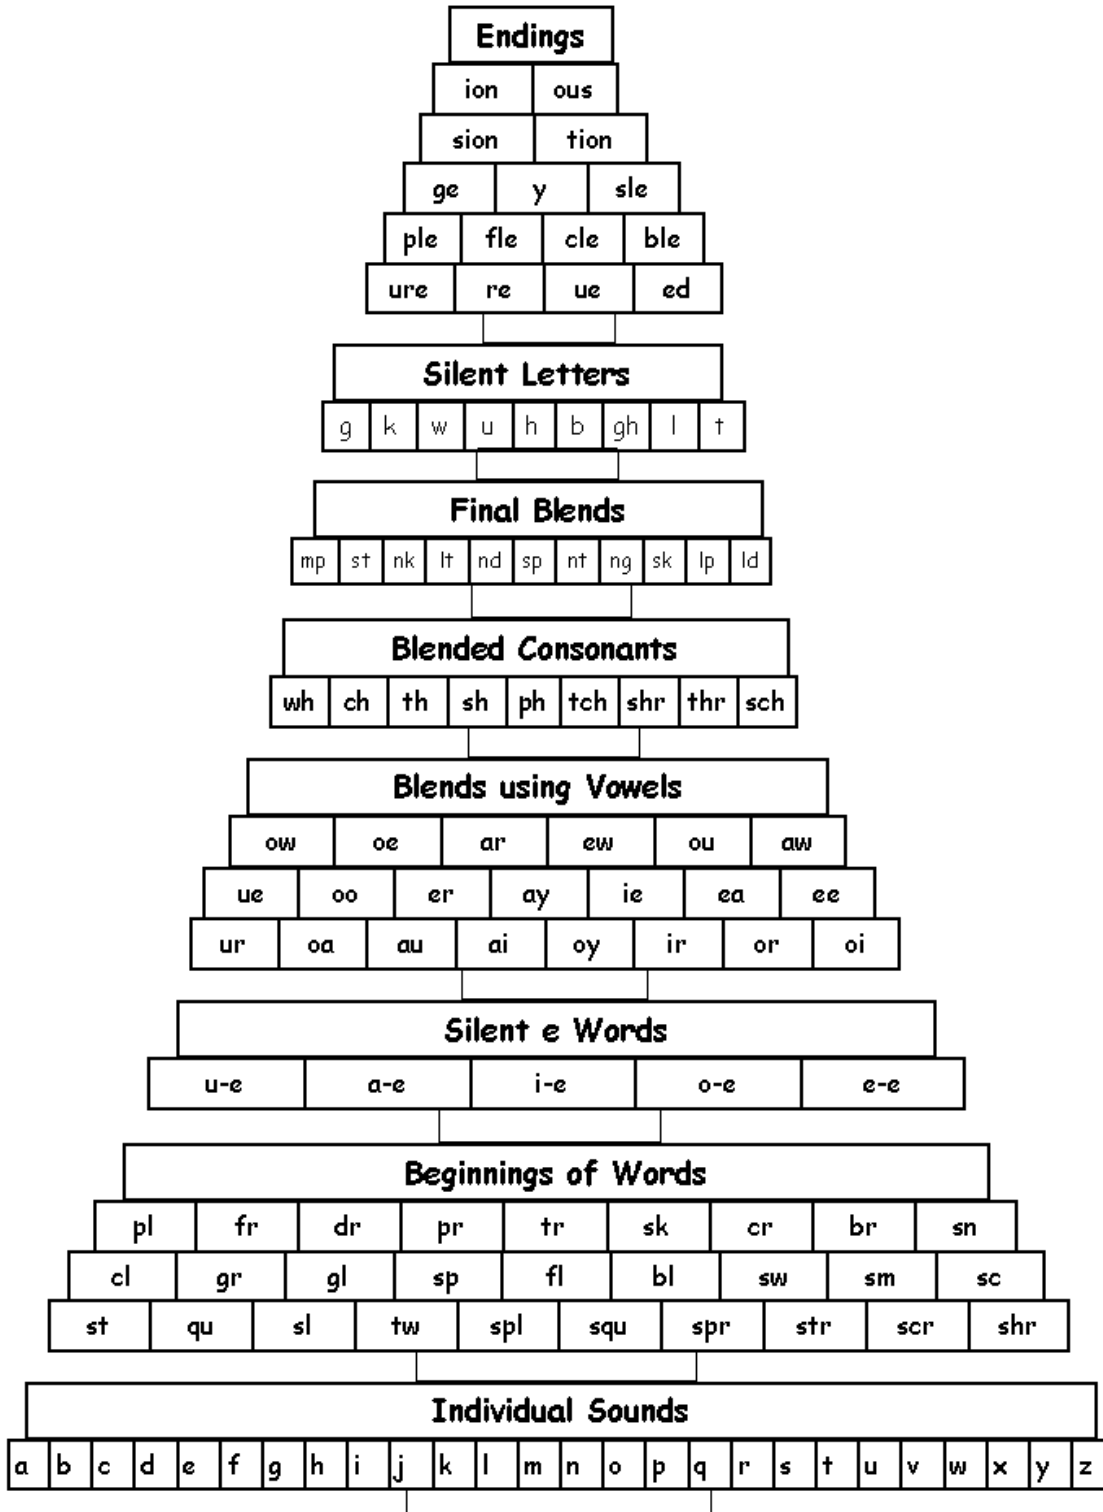 Endings
ion ous
sion tion
ge y sle
ple fle cle ble
ure re ue ed
Silent Letters
g k w u h b gh l t
Final Blends
mp st nk lt nd sp nt ng sk lp ld
Blended Consonants
wh ch th sh ph tch shr thr sch
Blends using Vowels
ow oe ar ew ou aw
ue oo er ay ie ea ee
ur oa au ai oy ir or oi
Silent e Words
u-e a-e i-e o-e e-e
Beginnings of Words
pl fr dr pr tr sk cr br sn
cl gr gl sp fl bl sw sm sc
st qu sl tw spl squ spr str scr shr
Individual Sounds
a b c d e f g h i j k l m n o p q r s t u v w x y z